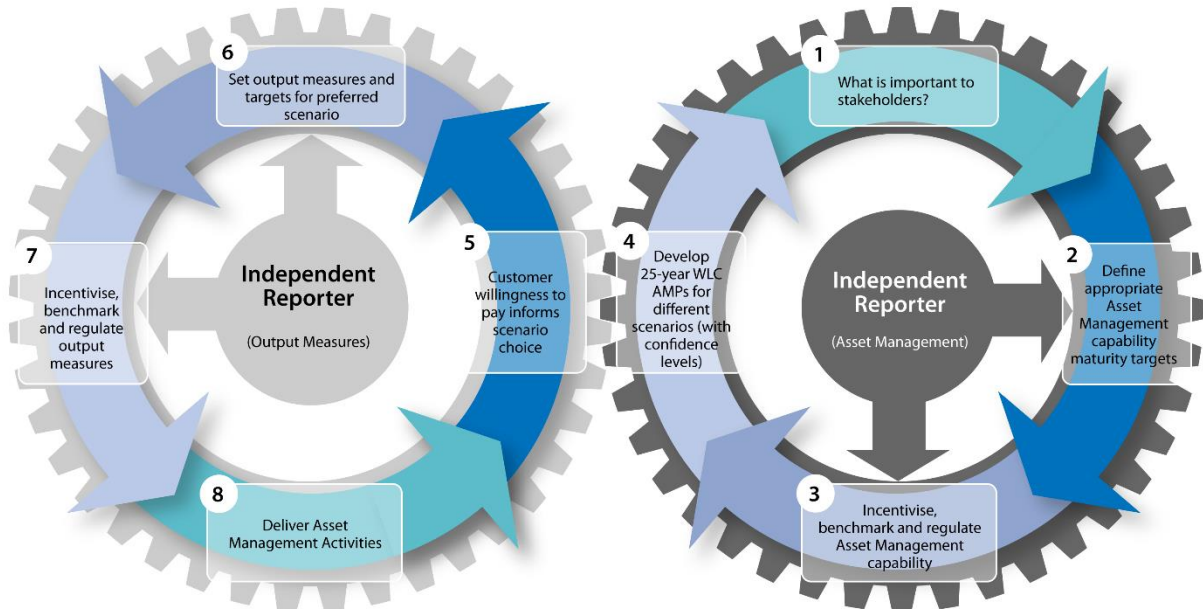 6
Set output measures and
targets for preferred
scenario
7
Incentivise,
benchmark
and regulate
output
measures
Independent
Reporter
(Output Measures)
5
Customer
willingness to
pay informs
scenario
choice
8
Deliver Asset
Management Activities
1
What is important to
stakeholders?
4
Develop
25-year WLC
AMPs for
different
scenarios (with
confidence
levels)
Independent
Reporter
(Asset Management)
2
Define
appropriate
Asset
Management
capability
maturity targets
3
Incentivise,
benchmark and regulate
Asset Management
capability